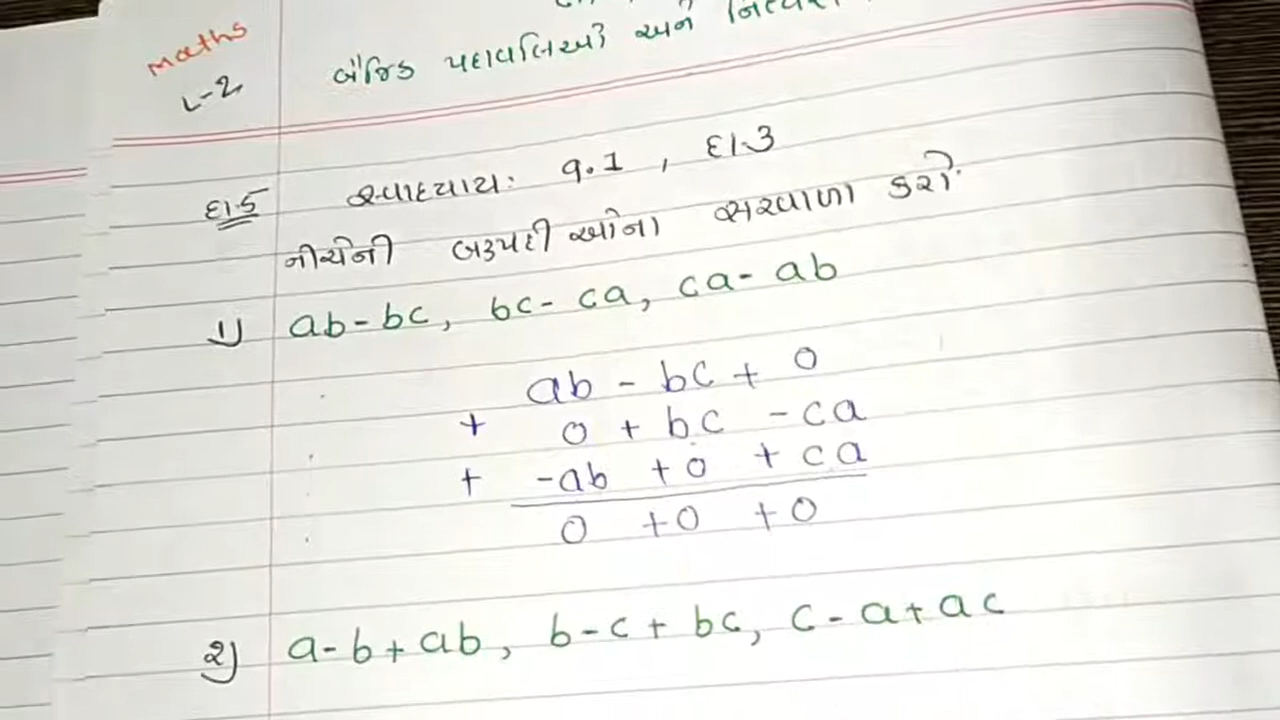 Maths
L-2
બૈજિક પદાવલિઓ અને નિત્યસમ
દા.5 સ્વાધ્યાય: 9.1, દા.3
નીચેની બહુપદીઓના સરવાળા કરો.
1) ab - bc, bc - ca, ca - ab
ab - bc + 0
+ 0 + bc - ca
+ -ab + 0 + ca
0 + 0 + 0
2) a - b + ab, b - c + bc, c - a + ac